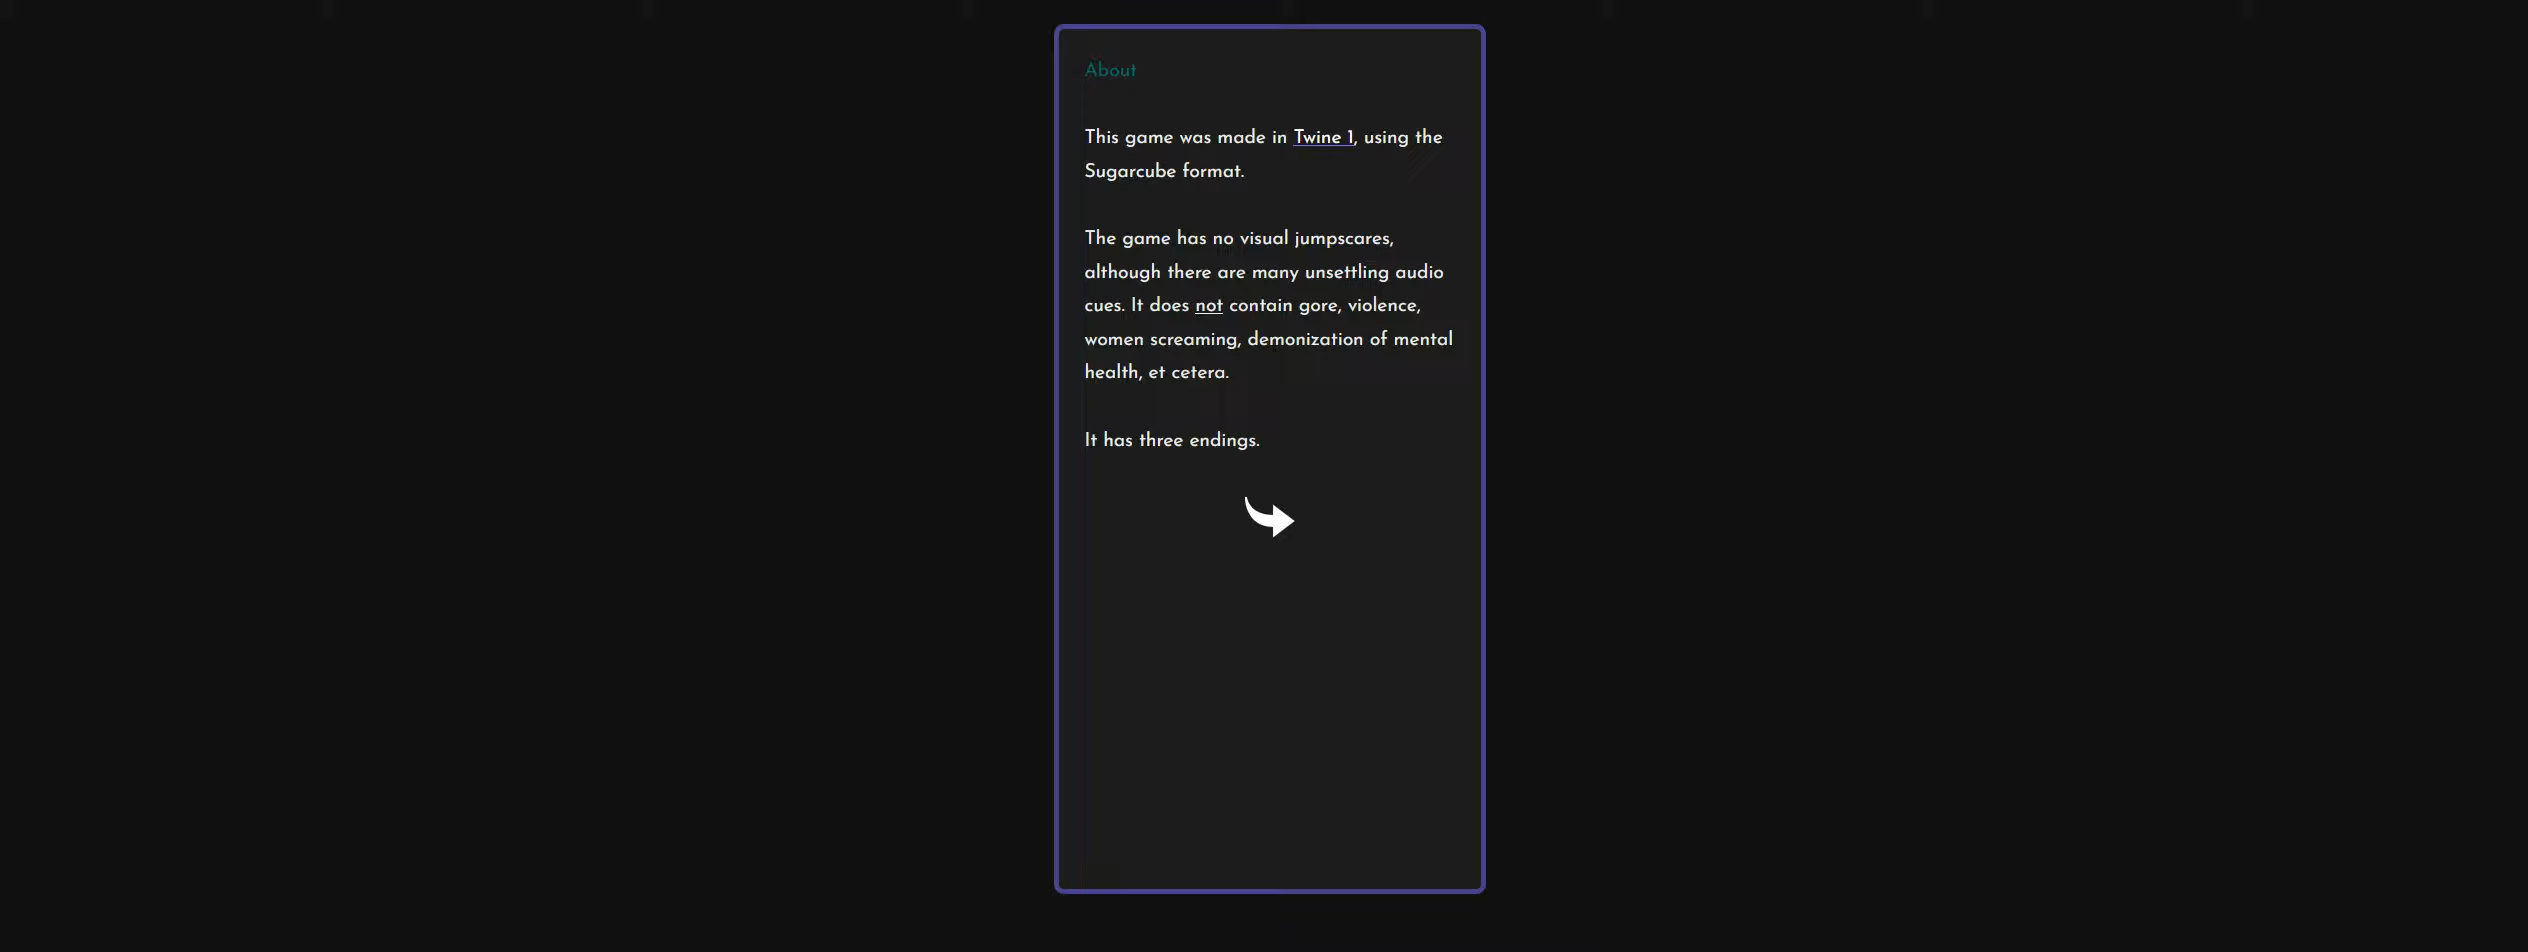 About
This game was made in Twine 1, using the
Sugarcube format.
The game has no visual jumpscares,
although there are many unsettling audio
cues. It does not contain gore, violence,
women screaming, demonization of mental
health, et cetera.
It has three endings.